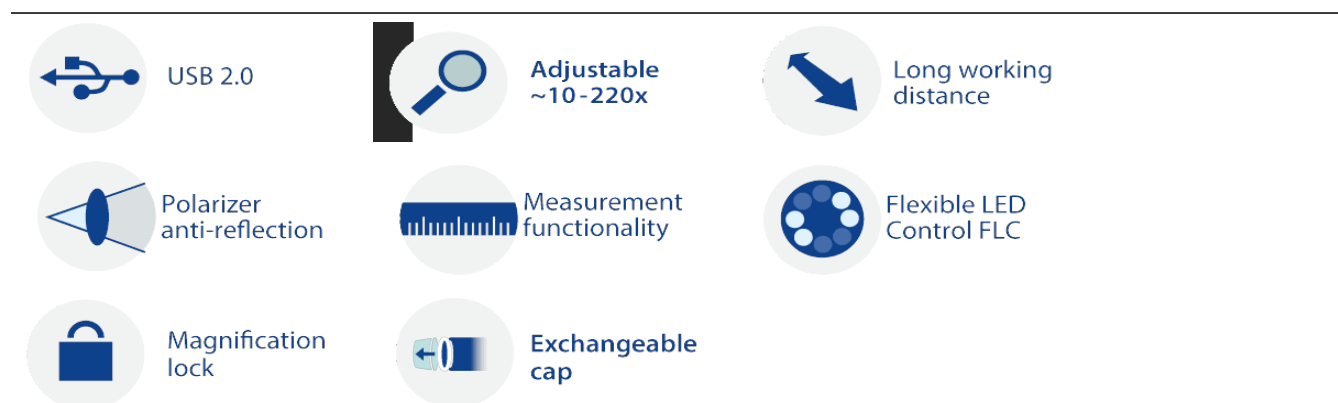 USB 2.0
Adjustable
~10-220x
Long working
distance
Polarizer
anti-reflection
Measurement
functionality
Flexible LED
Control FLC
Magnification
lock
Exchangeable
cap